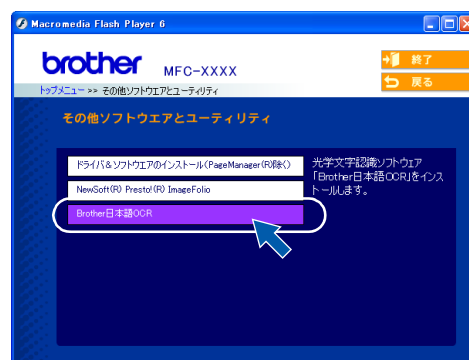 Macromedia Flash Player 6
brother MFC-XXXX
終了
戻る
トップメニュー >> その他ソフトウエアとユーティリティ
その他ソフトウエアとユーティリティ
ドライバ&ソフトウエアのインストール(PageManager(R)除く)
NewSoft(R) Presto!(R) ImageFolio
Brother日本語OCR
光学文字認識ソフトウェア
「Brother日本語OCR」をインス
トールします。